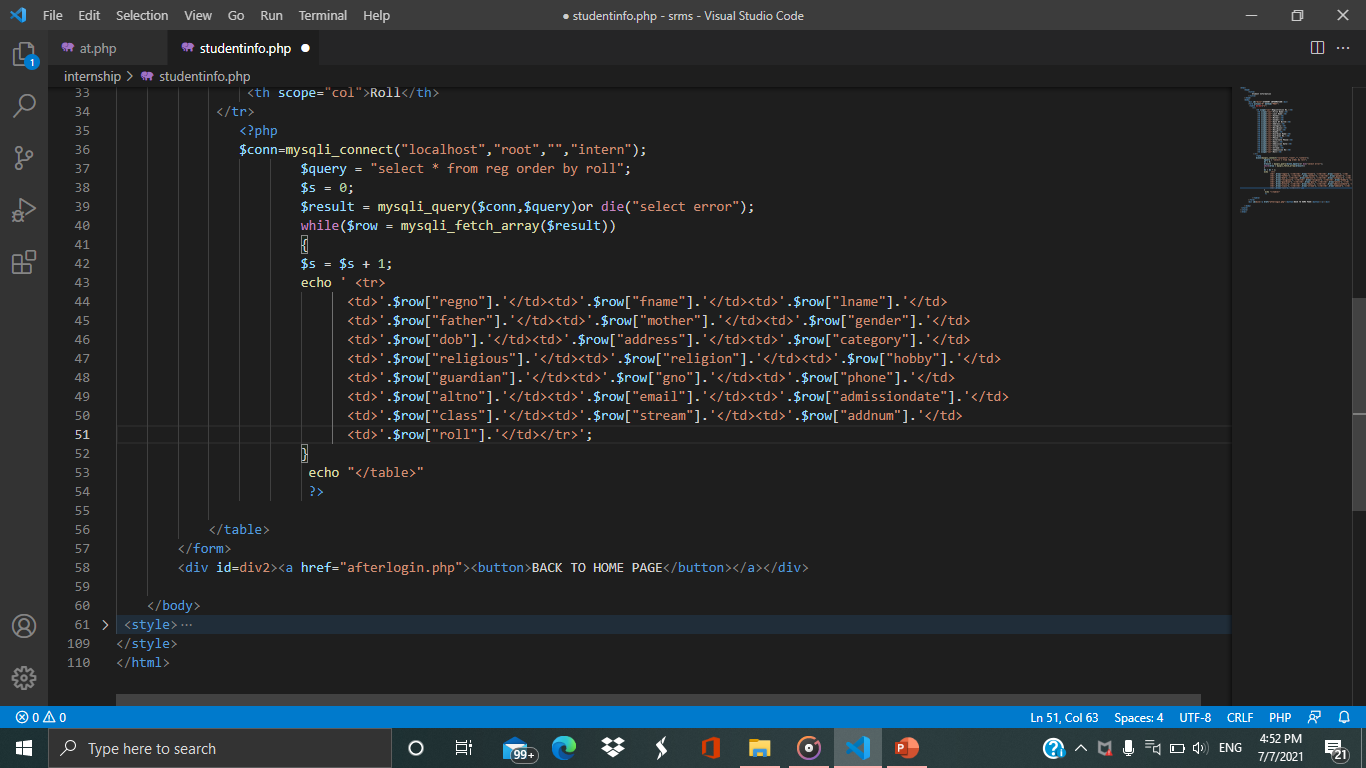 File Edit Selection View Go Run Terminal Help
● studentinfo.php - srms - Visual Studio Code
at.php
studentinfo.php ●
internship > studentinfo.php
33 <th scope="col">Roll</th>
34 </tr>
35 <?php
36 $conn=mysqli_connect("localhost","root","","intern");
37 $query = "select * from reg order by roll";
38 $s = 0;
39 $result = mysqli_query($conn,$query)or die("select error");
40 while($row = mysqli_fetch_array($result))
41 {
42 $s = $s + 1;
43 echo ' <tr>
44 <td>'.$row["regno"].'</td><td>'.$row["fname"].'</td><td>'.$row["lname"].'</td>
45 <td>'.$row["father"].'</td><td>'.$row["mother"].'</td><td>'.$row["gender"].'</td>
46 <td>'.$row["dob"].'</td><td>'.$row["address"].'</td><td>'.$row["category"].'</td>
47 <td>'.$row["religious"].'</td><td>'.$row["religion"].'</td><td>'.$row["hobby"].'</td>
48 <td>'.$row["guardian"].'</td><td>'.$row["gno"].'</td><td>'.$row["phone"].'</td>
49 <td>'.$row["altno"].'</td><td>'.$row["email"].'</td><td>'.$row["admissiondate"].'</td>
50 <td>'.$row["class"].'</td><td>'.$row["stream"].'</td><td>'.$row["addnum"].'</td>
51 <td>'.$row["roll"].'</td></tr>';
52 }
53 echo "</table>"
54 ?>
55
56 </table>
57 </form>
58 <div id=div2><a href="afterlogin.php"><button>BACK TO HOME PAGE</button></a></div>
59
60 </body>
61 <style>…
109 </style>
110 </html>
1
0 0
Ln 51, Col 63 Spaces: 4 UTF-8 CRLF PHP
Type here to search
99+
ENG
4:52 PM
7/7/2021
21